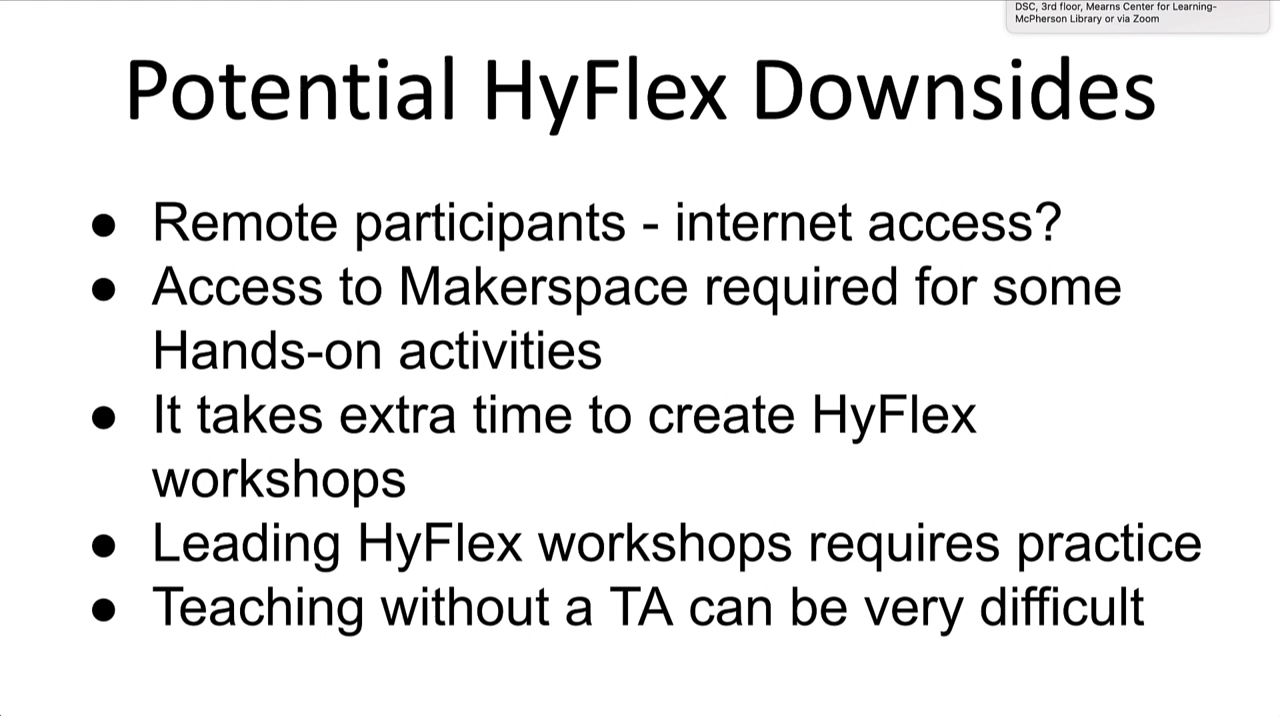 DSC, 3rd floor, Mearns Center for Learning-
McPherson Library or via Zoom
Potential HyFlex Downsides
● Remote participants - internet access?
● Access to Makerspace required for some
Hands-on activities
● It takes extra time to create HyFlex
workshops
● Leading HyFlex workshops requires practice
● Teaching without a TA can be very difficult